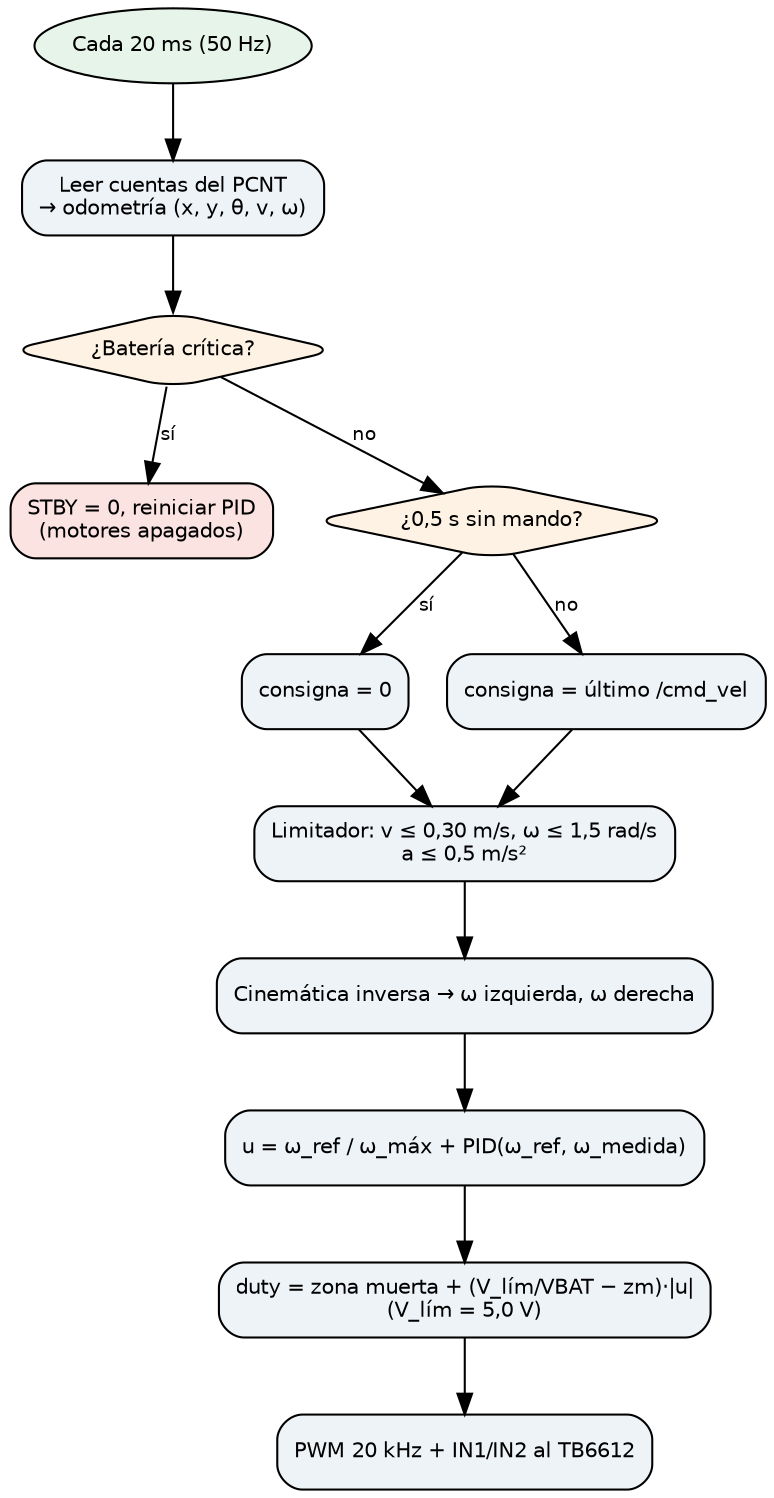 Cada 20 ms (50 Hz)
Leer cuentas del PCNT
→ odometría (x, y, θ, v, ω)
¿Batería crítica?
sí
no
STBY = 0, reiniciar PID
(motores apagados)
¿0,5 s sin mando?
sí
no
consigna = 0
consigna = último /cmd_vel
Limitador: v ≤ 0,30 m/s, ω ≤ 1,5 rad/s
a ≤ 0,5 m/s²
Cinemática inversa → ω izquierda, ω derecha
u = ω_ref / ω_máx + PID(ω_ref, ω_medida)
duty = zona muerta + (V_lím/VBAT − zm)·|u|
(V_lím = 5,0 V)
PWM 20 kHz + IN1/IN2 al TB6612